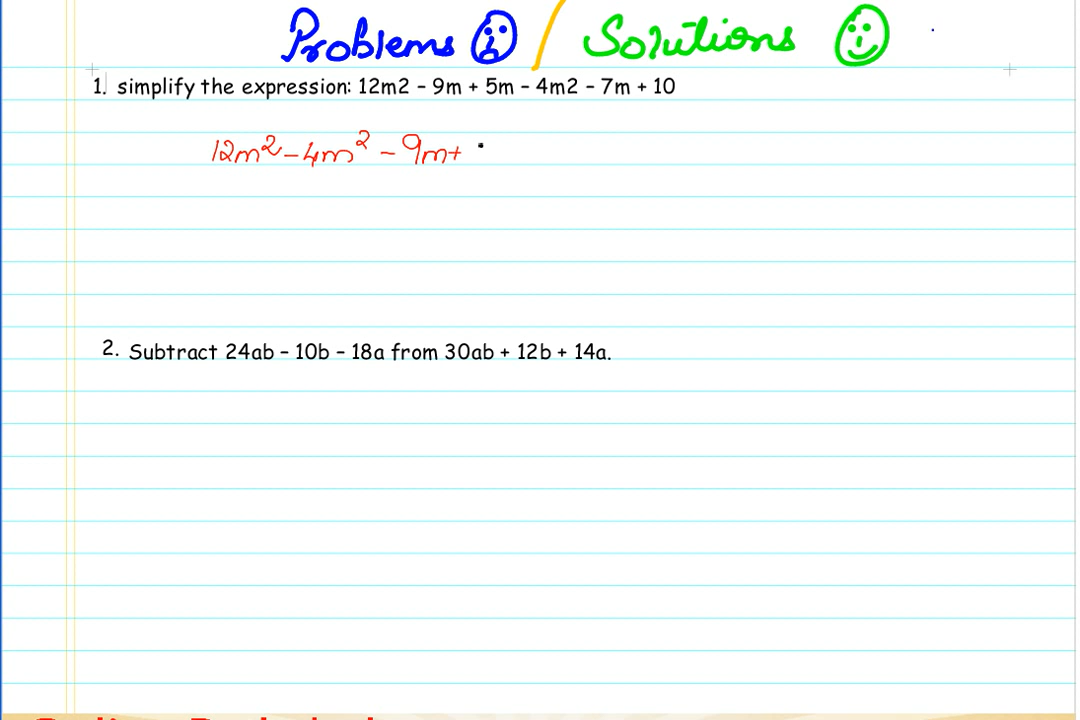 Problems / Solutions
1. simplify the expression: 12m2 – 9m + 5m – 4m2 – 7m + 10
12m² – 4m² – 9m +
2. Subtract 24ab – 10b – 18a from 30ab + 12b + 14a.